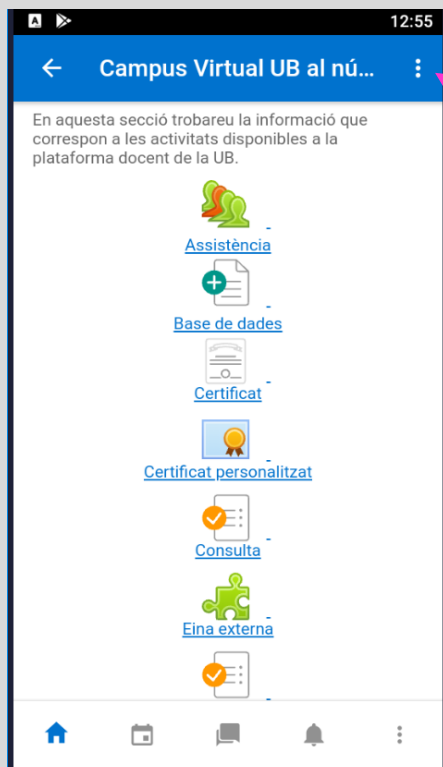 12:55
Campus Virtual UB al nú...
En aquesta secció trobareu la informació que
correspon a les activitats disponibles a la
plataforma docent de la UB.
Assistència
Base de dades
Certificat
Certificat personalitzat
Consulta
Eina externa